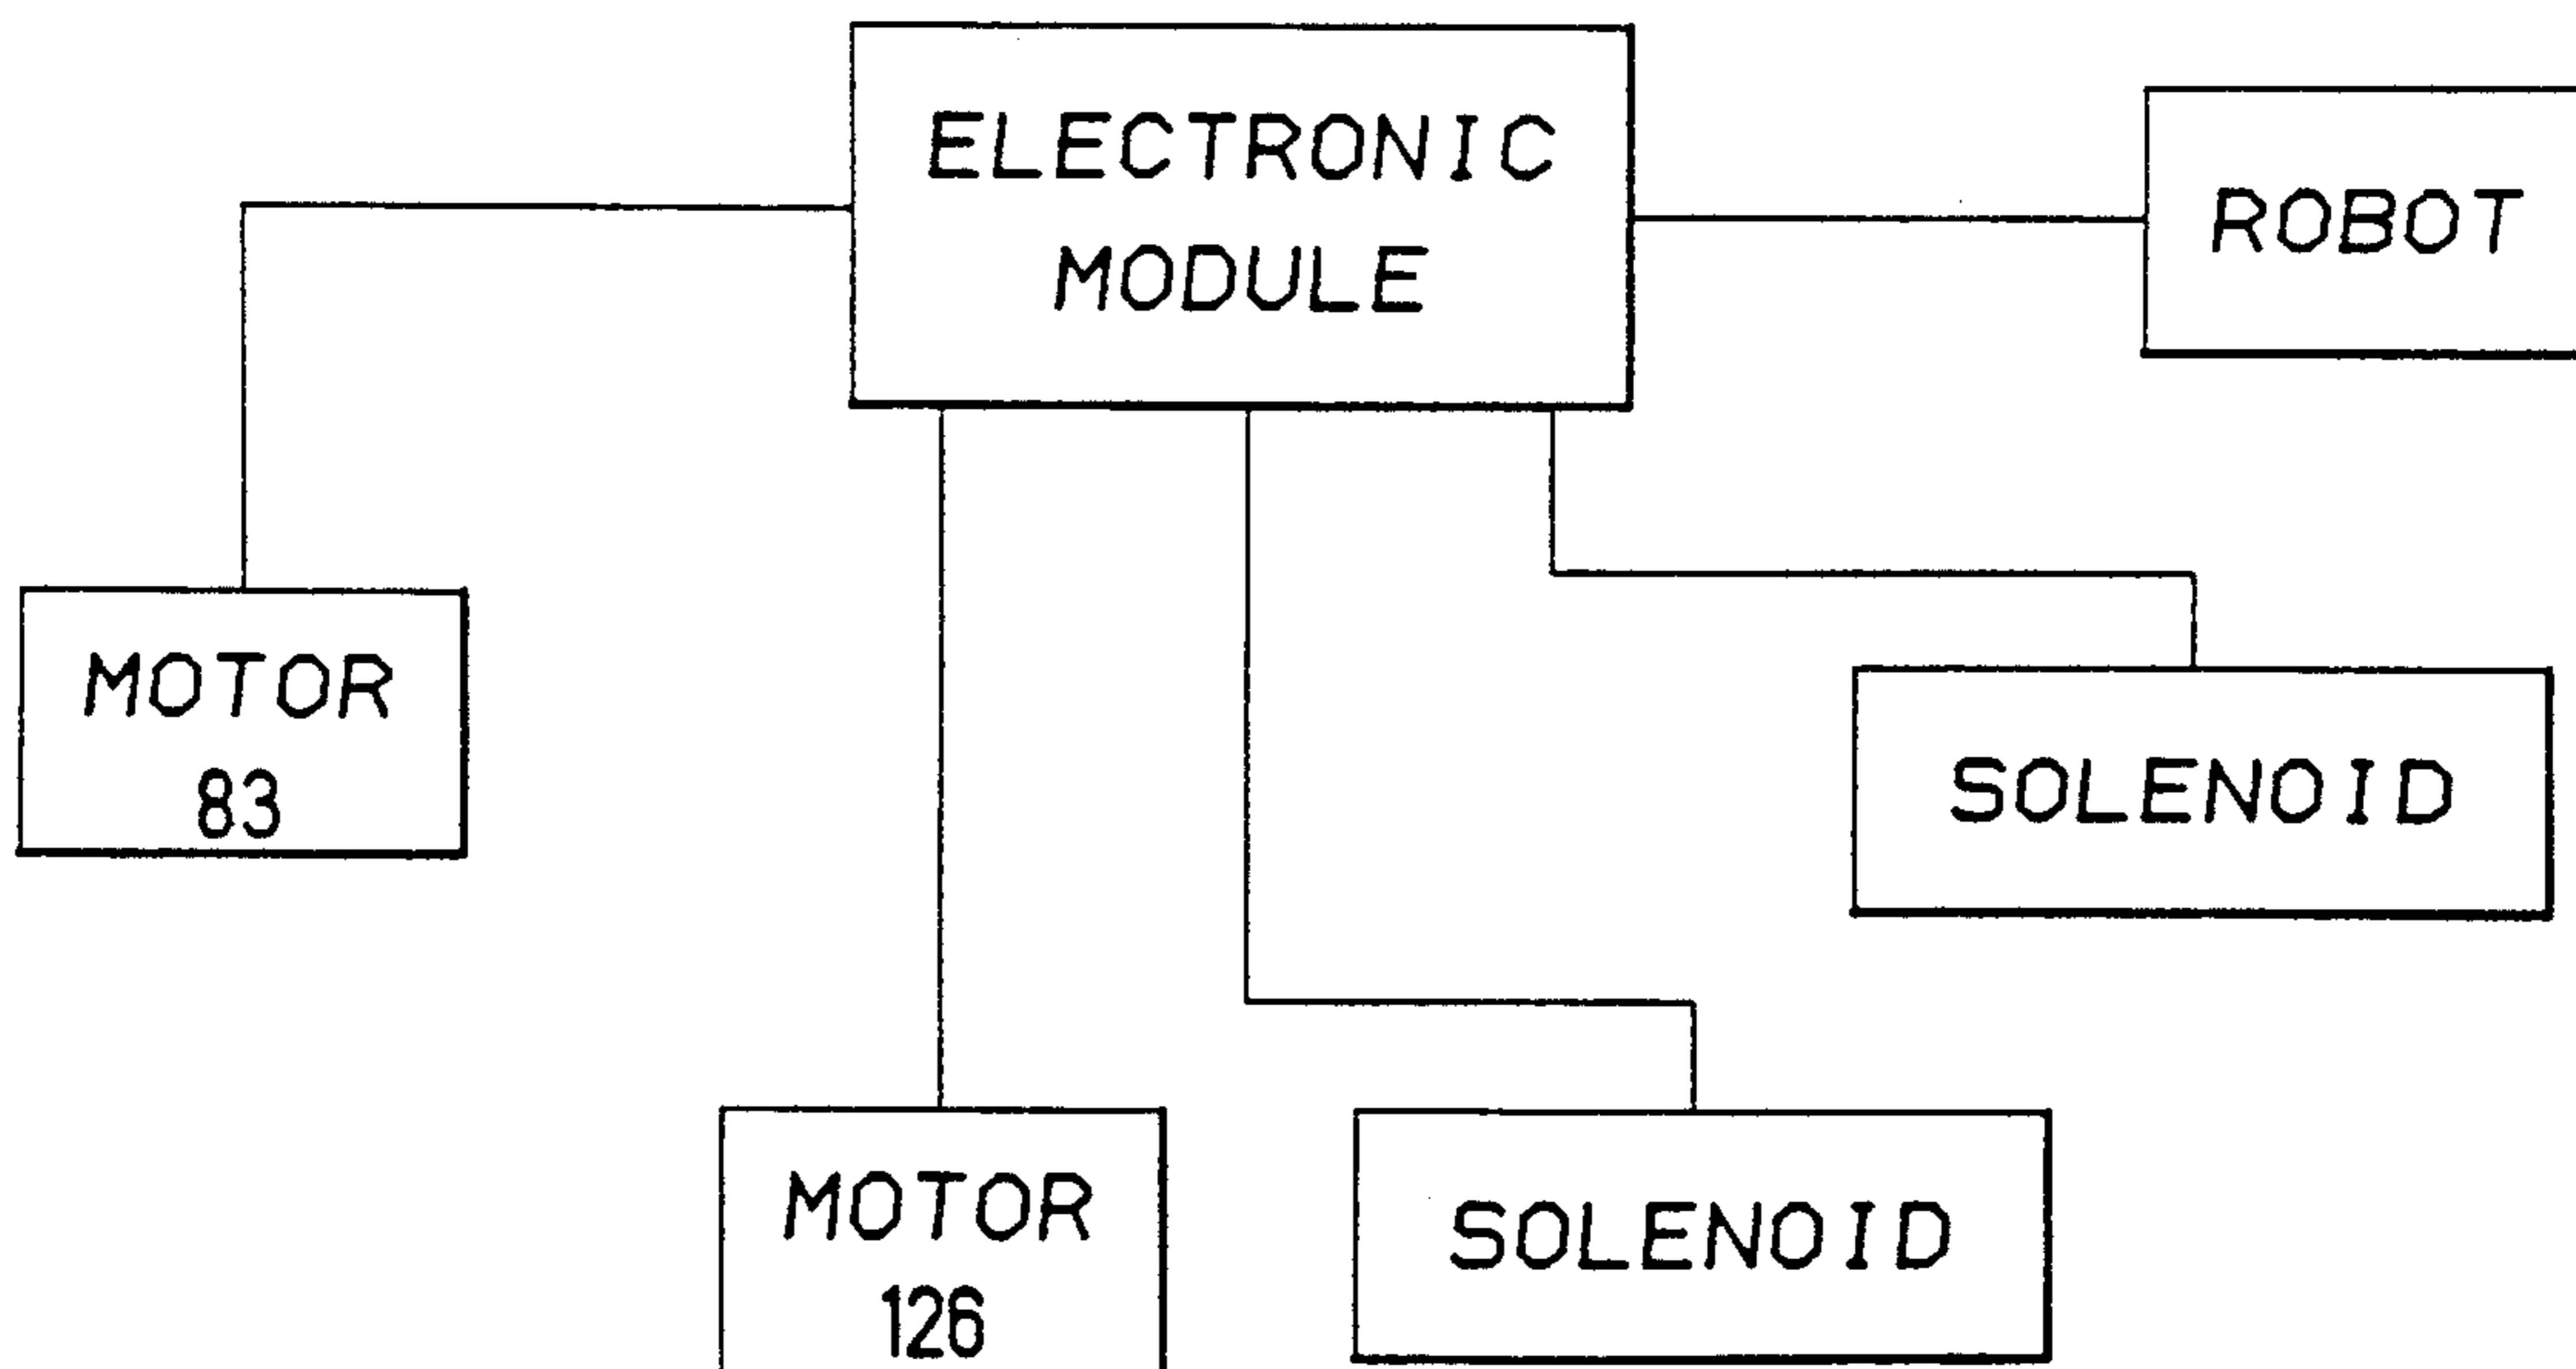 ELECTRONIC
MODULE
ROBOT
MOTOR
83
SOLENOID
MOTOR
126
SOLENOID